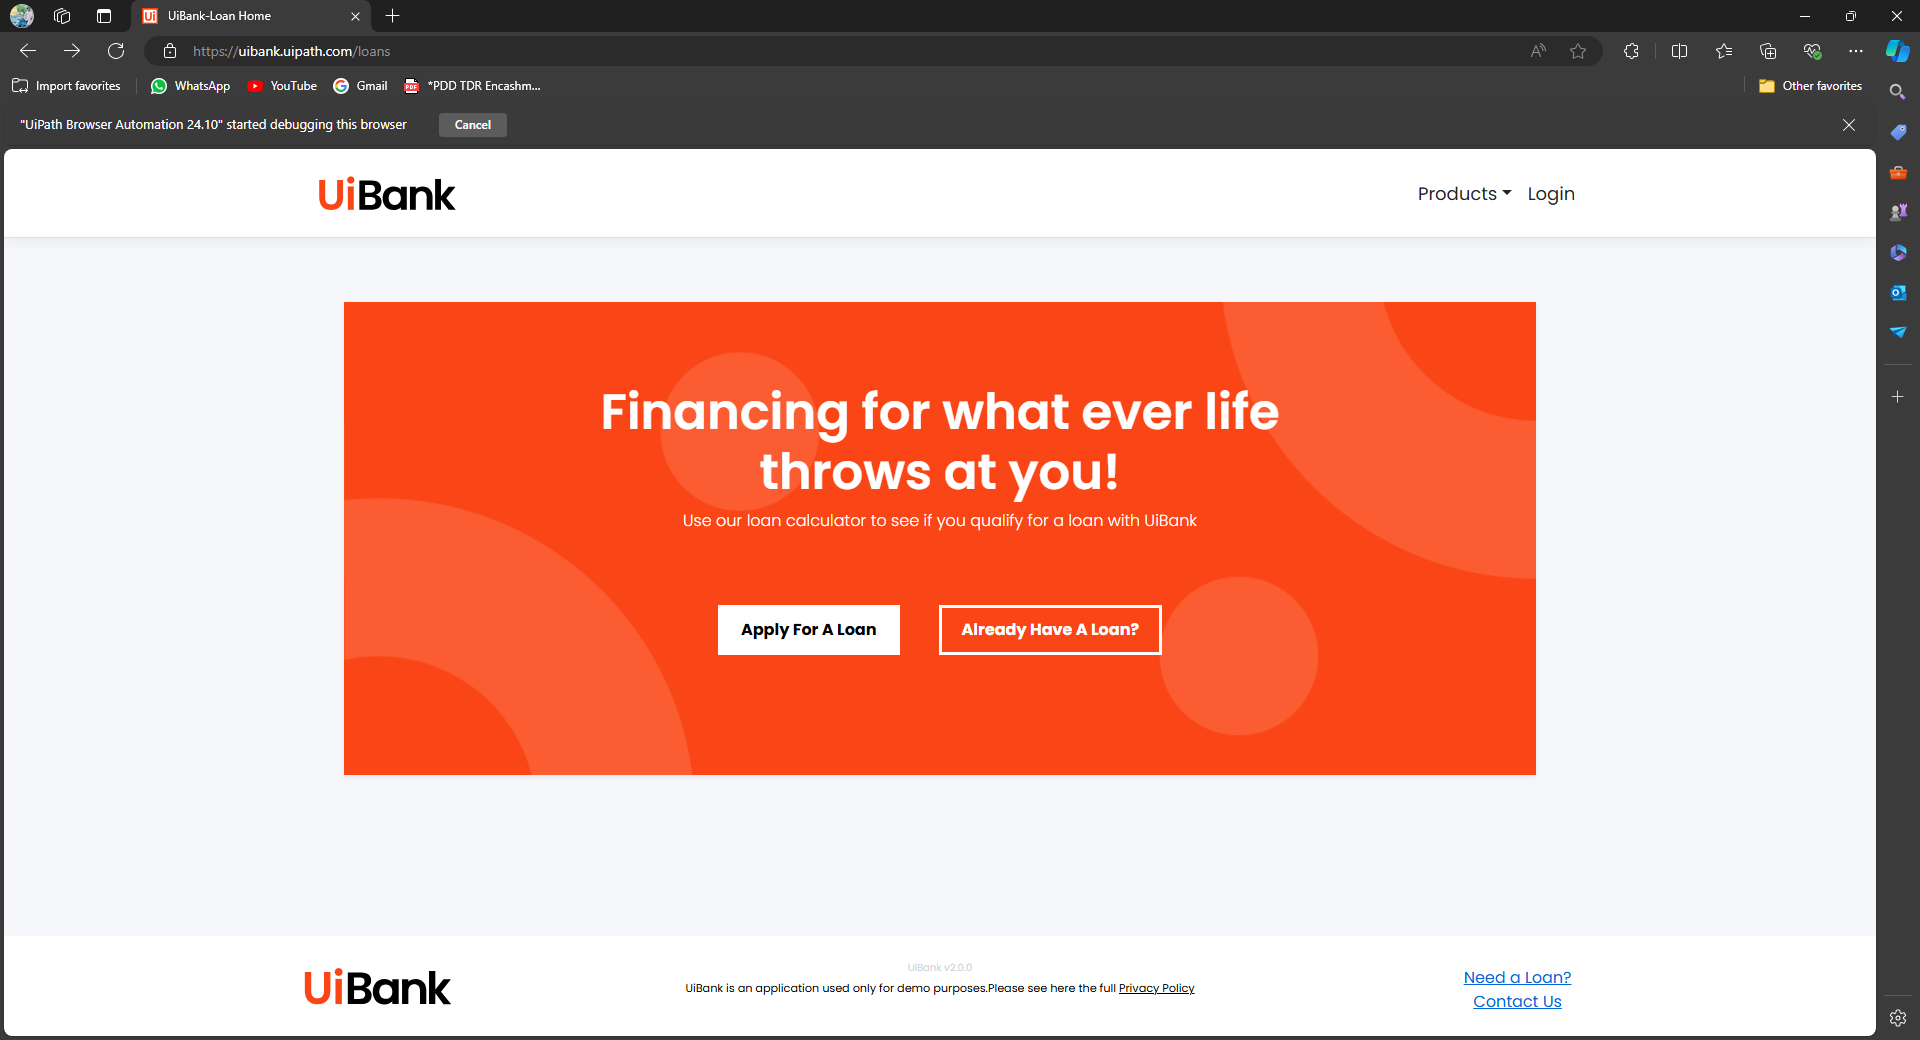 UiBank-Loan Home
https://uibank.uipath.com/loans
Import favorites
WhatsApp
YouTube
Gmail
*PDD TDR Encashm...
Other favorites
"UiPath Browser Automation 24.10" started debugging this browser
Cancel
UiBank
Products
Login
Financing for what ever life
throws at you!
Use our loan calculator to see if you qualify for a loan with UiBank
Apply For A Loan
Already Have A Loan?
UiBank
UiBank v2.0.0
UiBank is an application used only for demo purposes.Please see here the full Privacy Policy
Need a Loan?
Contact Us